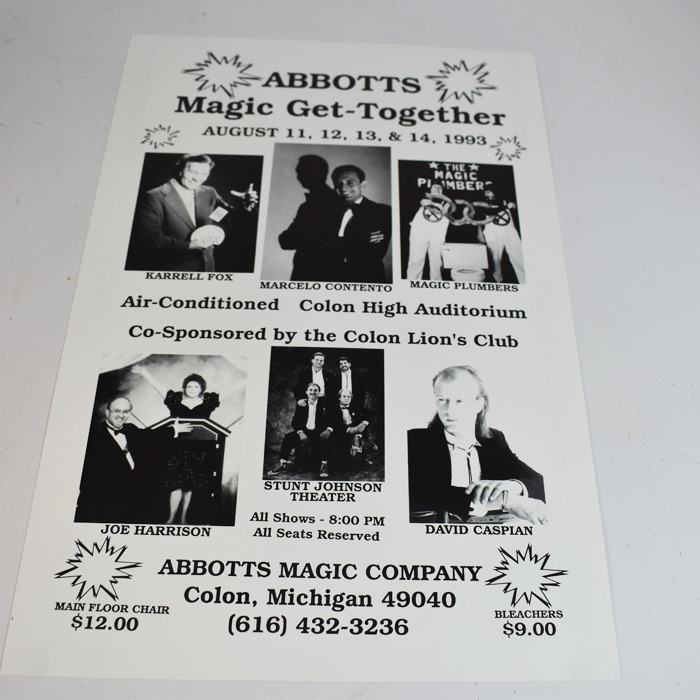 ABBOTTS
Magic Get-Together
AUGUST 11, 12, 13, & 14, 1993
THE
MAGIC
PLUMBERS
KARRELL FOX
MARCELO CONTENTO
MAGIC PLUMBERS
Air-Conditioned Colon High Auditorium
Co-Sponsored by the Colon Lion's Club
JOE HARRISON
STUNT JOHNSON
THEATER
DAVID CASPIAN
All Shows - 8:00 PM
All Seats Reserved
ABBOTTS MAGIC COMPANY
Colon, Michigan 49040
(616) 432-3236
MAIN FLOOR CHAIR
$12.00
BLEACHERS
$9.00